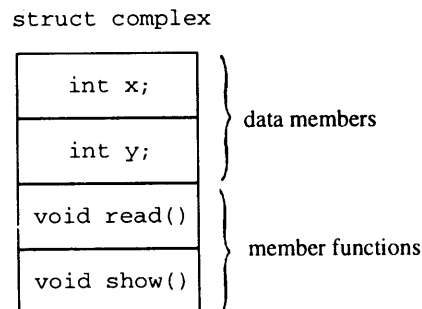 struct complex
int x;
int y;
data members
void read()
void show()
member functions